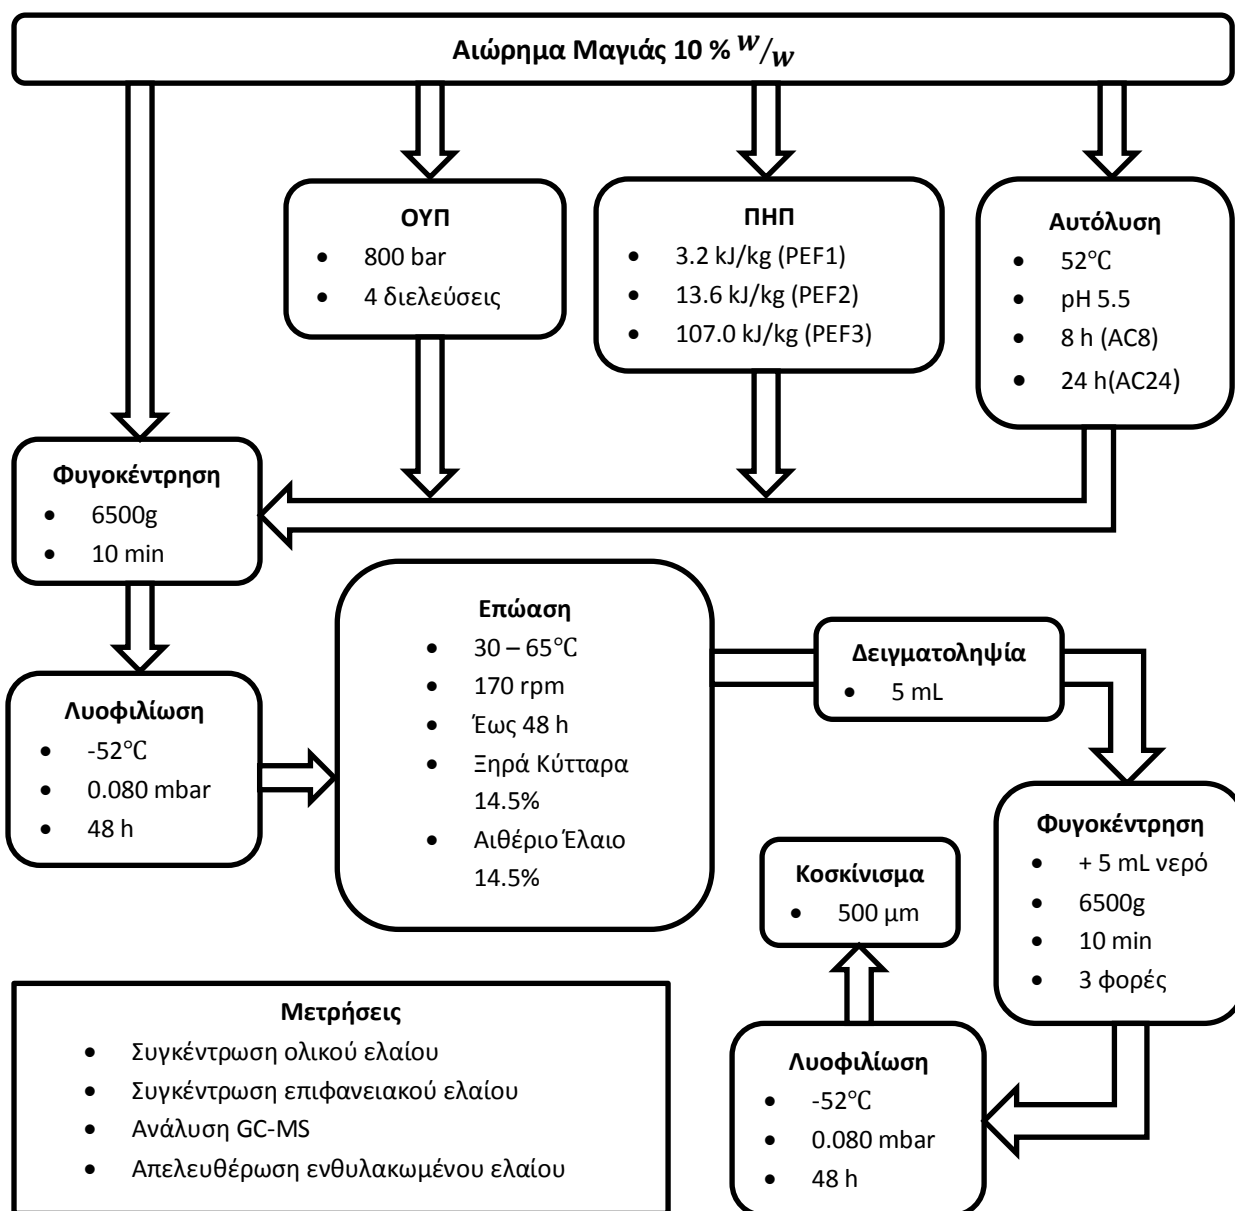 Αιώρημα Μαγιάς 10 % w/w
ΟΥΠ
• 800 bar
• 4 διελεύσεις
ΠΗΠ
• 3.2 kJ/kg (PEF1)
• 13.6 kJ/kg (PEF2)
• 107.0 kJ/kg (PEF3)
Αυτόλυση
• 52°C
• pH 5.5
• 8 h (AC8)
• 24 h(AC24)
Φυγοκέντρηση
• 6500g
• 10 min
Λυοφιλίωση
• -52°C
• 0.080 mbar
• 48 h
Επώαση
• 30 – 65°C
• 170 rpm
• Έως 48 h
• Ξηρά Κύτταρα
14.5%
• Αιθέριο Έλαιο
14.5%
Δειγματοληψία
• 5 mL
Φυγοκέντρηση
• + 5 mL νερό
• 6500g
• 10 min
• 3 φορές
Λυοφιλίωση
• -52°C
• 0.080 mbar
• 48 h
Κοσκίνισμα
• 500 μm
Μετρήσεις
• Συγκέντρωση ολικού ελαίου
• Συγκέντρωση επιφανειακού ελαίου
• Ανάλυση GC-MS
• Απελευθέρωση ενθυλακωμένου ελαίου